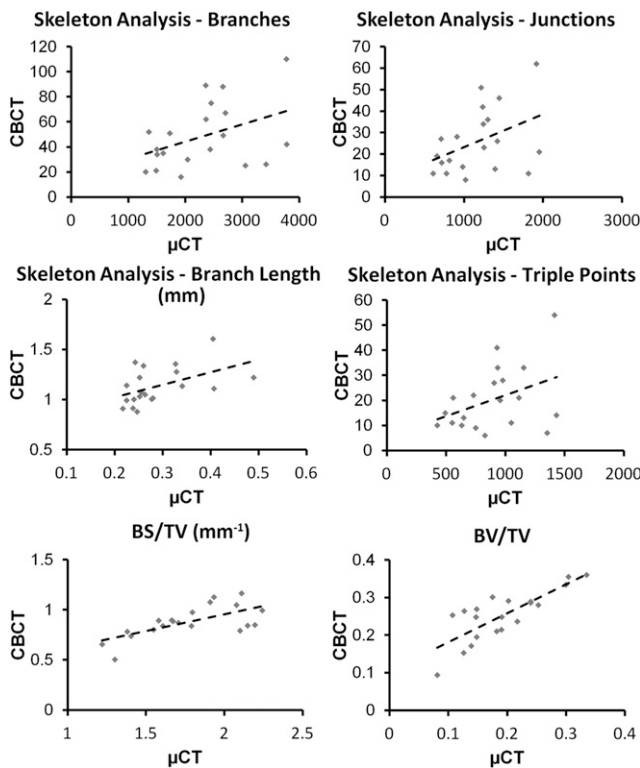 Skeleton Analysis - Branches
120
100
80
60
40
20
0
CBCT
0 1000 2000 3000 4000
µCT
Skeleton Analysis - Junctions
70
60
50
40
30
20
10
0
CBCT
0 1000 2000 3000
µCT
Skeleton Analysis - Branch Length
(mm)
2
1.5
1
0.5
CBCT
0.1 0.2 0.3 0.4 0.5 0.6
µCT
Skeleton Analysis - Triple Points
60
50
40
30
20
10
0
CBCT
0 500 1000 1500 2000
µCT
BS/TV (mm⁻¹)
1.5
1
0.5
0
CBCT
1 1.5 2 2.5
µCT
BV/TV
0.4
0.3
0.2
0.1
0
CBCT
0 0.1 0.2 0.3 0.4
µCT